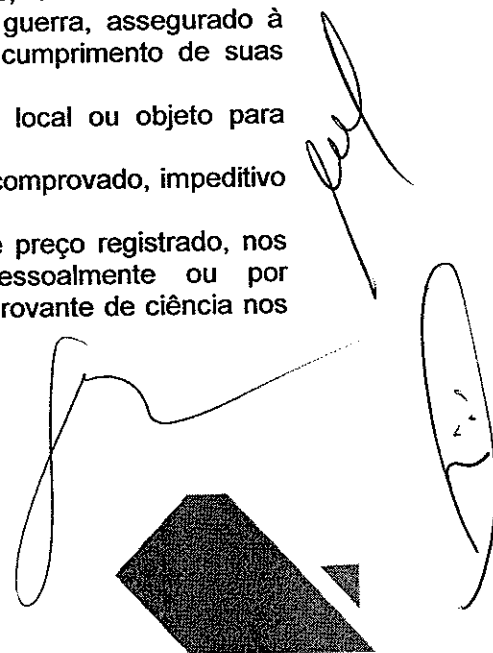 guerra, assegurado à
cumprimento de suas
local ou objeto para
comprovado, impeditivo
preço registrado, nos
essoalmente ou por
rovante de ciência nos